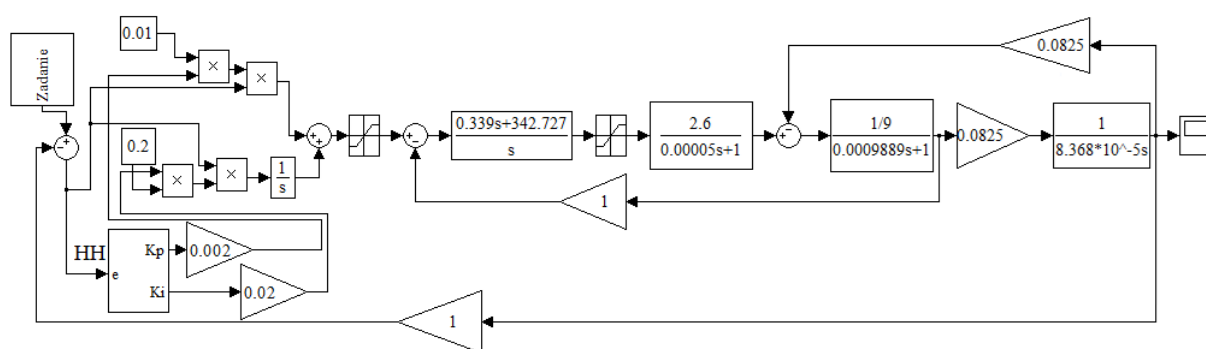 0.01
×
×
Zadanie
0.2
×
×
1
s
+
+
+
-
0.339s+342.727
s
2.6
0.00005s+1
+
-
1/9
0.0009889s+1
0.0825
0.0825
1
8.368*10^-5s
1
+
-
HH
e
Kp
Ki
0.002
0.02
1